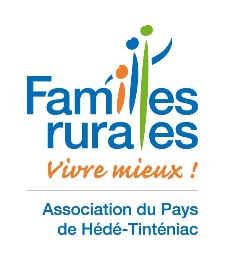 Familles
rurales
Vivre mieux !
Association du Pays
de Hédé-Tinténiac